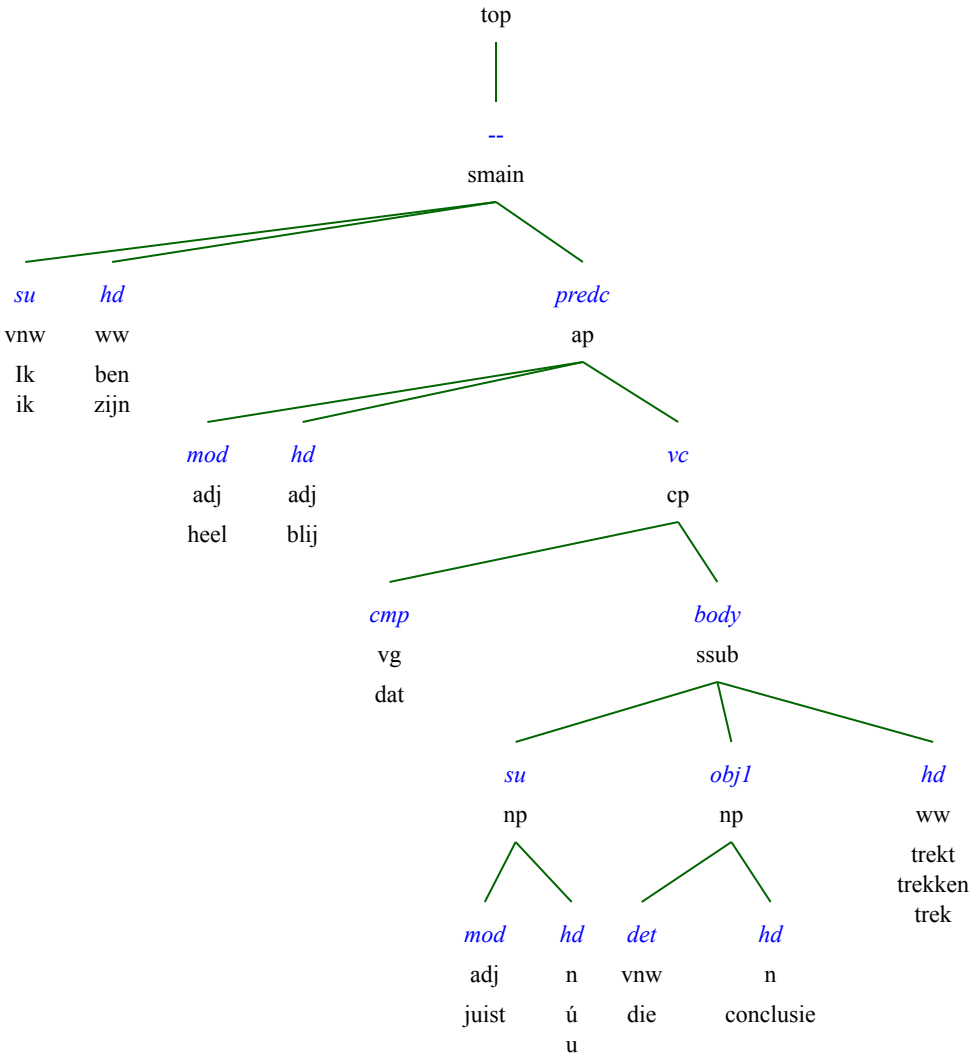 top
--
smain
su hd predc
vnw ww ap
Ik ben
ik zijn
mod hd vc
adj adj cp
heel blij
cmp body
vg ssub
dat
su obj1 hd
np np ww
trekt
trekken
trek
mod hd det hd
adj n vnw n
juist ú die conclusie
u